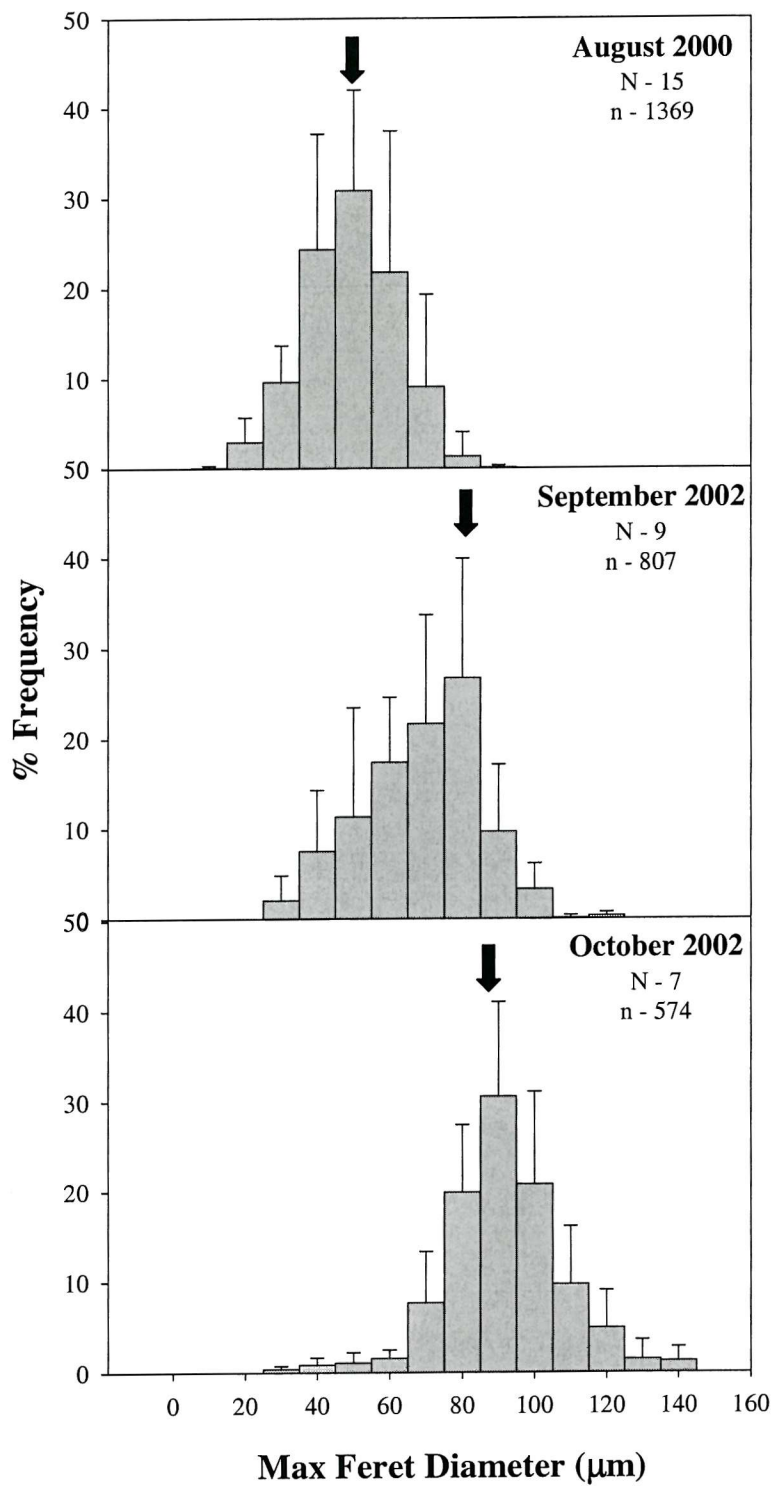 50
40
30
20
10
August 2000
N - 15
n - 1369
50
40
30
20
10
September 2002
N - 9
n - 807
50
40
30
20
10
0
October 2002
N - 7
n - 574
% Frequency
0 20 40 60 80 100 120 140 160
Max Feret Diameter (µm)